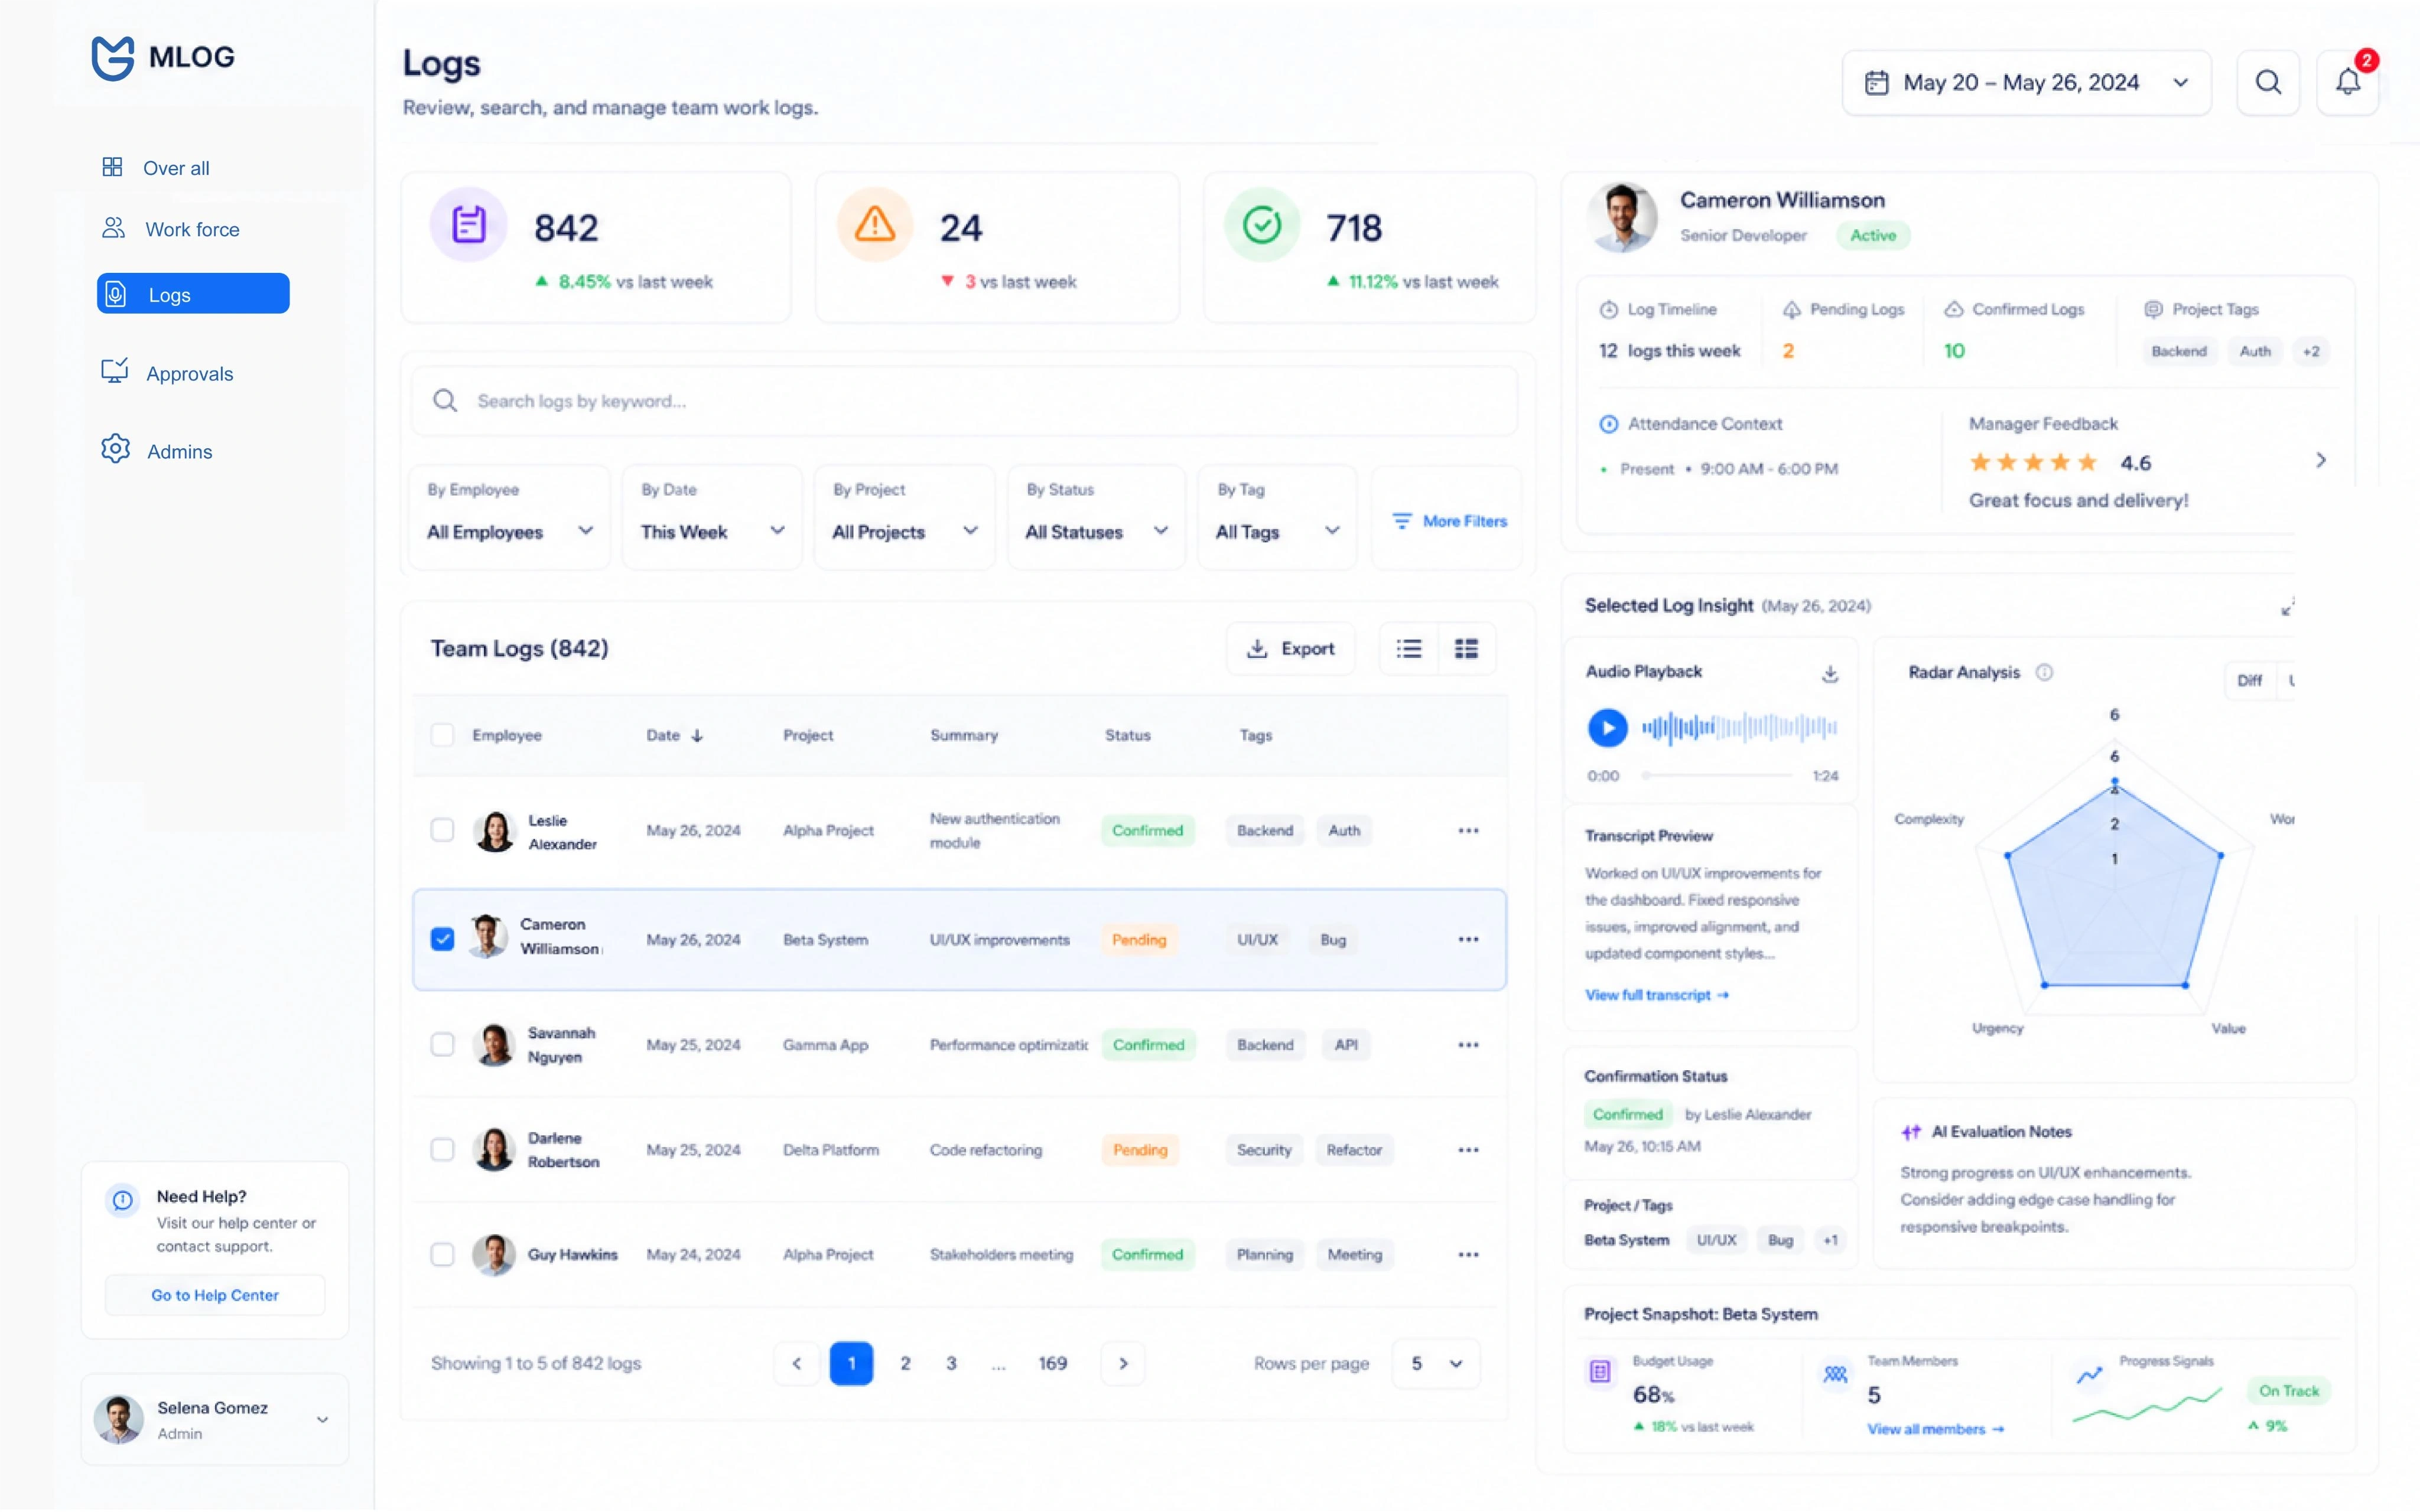 MLOG
Over all
Work force
Logs
Approvals
Admins
Need Help?
Visit our help center or
contact support.
Go to Help Center
Selena Gomez
Admin
Logs
Review, search, and manage team work logs.
May 20 – May 26, 2024
2
842
▲ 8.45% vs last week
24
▼ 3 vs last week
718
▲ 11.12% vs last week
Search logs by keyword...
By Employee
All Employees
By Date
This Week
By Project
All Projects
By Status
All Statuses
By Tag
All Tags
More Filters
Team Logs (842)
Export
Employee Date ↓ Project Summary Status Tags
Leslie
Alexander
May 26, 2024 Alpha Project
New authentication
module
Confirmed Backend Auth
Cameron
Williamson
May 26, 2024 Beta System UI/UX improvements Pending UI/UX Bug
Savannah
Nguyen
May 25, 2024 Gamma App Performance optimizatic Confirmed Backend API
Darlene
Robertson
May 25, 2024 Delta Platform Code refactoring Pending Security Refactor
Guy Hawkins May 24, 2024 Alpha Project Stakeholders meeting Confirmed Planning Meeting
Showing 1 to 5 of 842 logs
1 2 3 ... 169
Rows per page 5
Cameron Williamson
Senior Developer Active
Log Timeline
12 logs this week
Pending Logs
2
Confirmed Logs
10
Project Tags
Backend Auth +2
Attendance Context
• Present • 9:00 AM - 6:00 PM
Manager Feedback
4.6
Great focus and delivery!
Selected Log Insight (May 26, 2024)
Audio Playback
0:00 1:24
Transcript Preview
Worked on UI/UX improvements for
the dashboard. Fixed responsive
issues, improved alignment, and
updated component styles...
View full transcript →
Confirmation Status
Confirmed by Leslie Alexander
May 26, 10:15 AM
Project / Tags
Beta System UI/UX Bug +1
Radar Analysis
Diff
6
6
2
1
Complexity
Wor
Urgency
Value
AI Evaluation Notes
Strong progress on UI/UX enhancements.
Consider adding edge case handling for
responsive breakpoints.
Project Snapshot: Beta System
Budget Usage
68%
▲ 18% vs last week
Team Members
5
View all members →
Progress Signals
On Track
9%